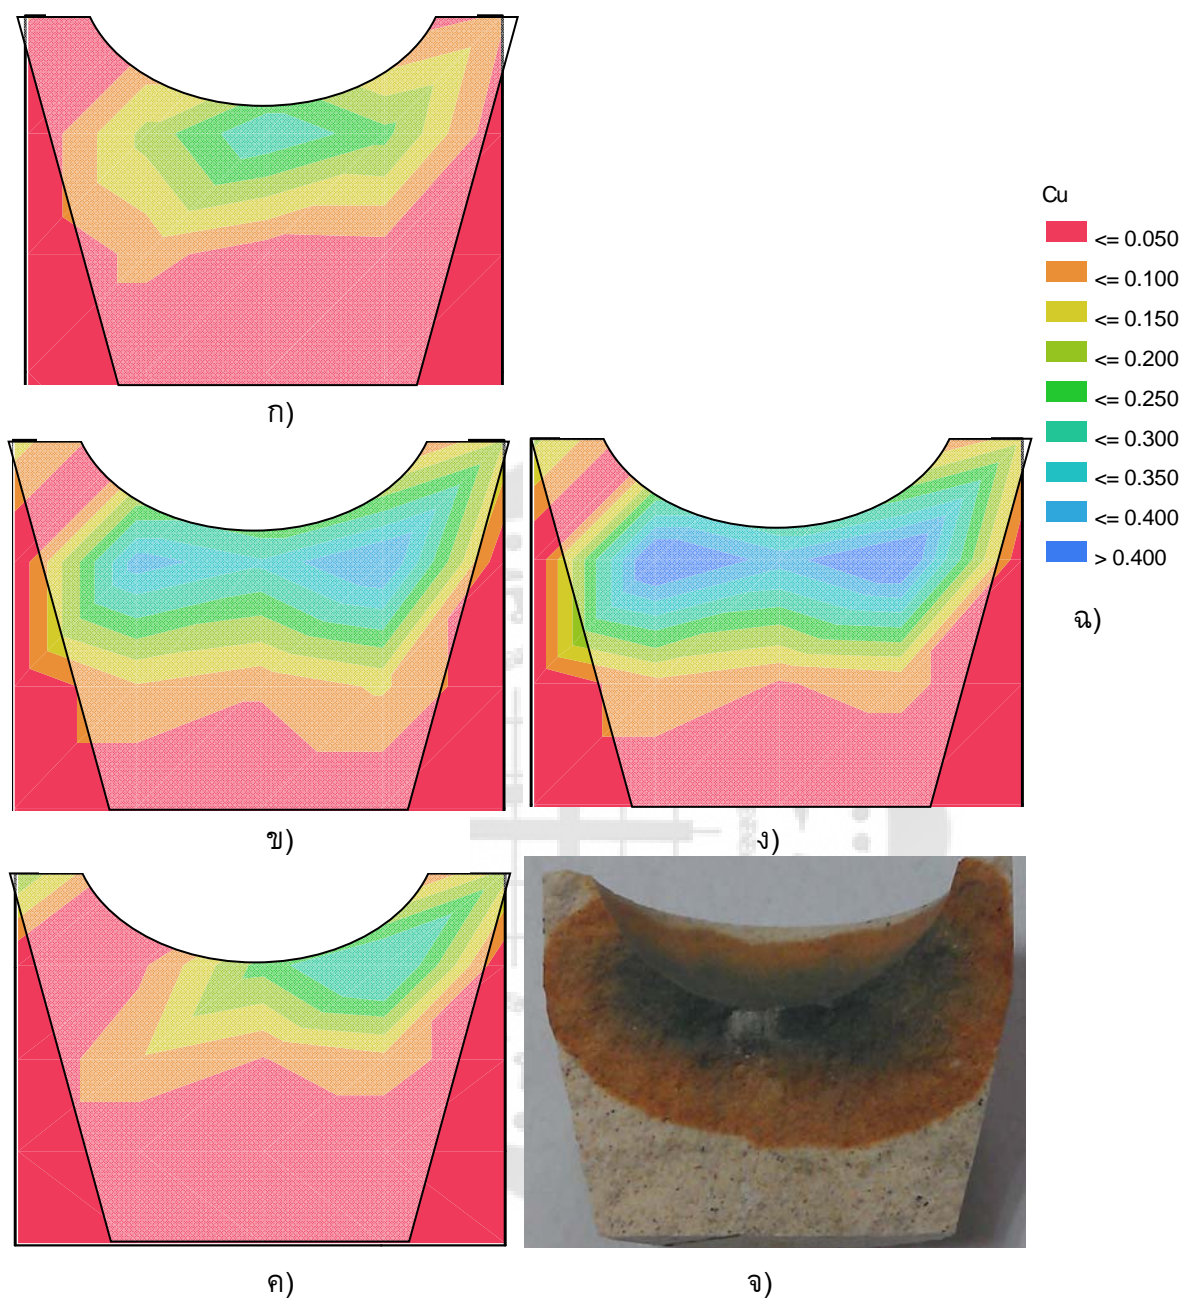 Cu
<= 0.050
<= 0.100
<= 0.150
<= 0.200
<= 0.250
<= 0.300
<= 0.350
<= 0.400
> 0.400
ฉ)
ก)
ข)
ง)
ค)
จ)